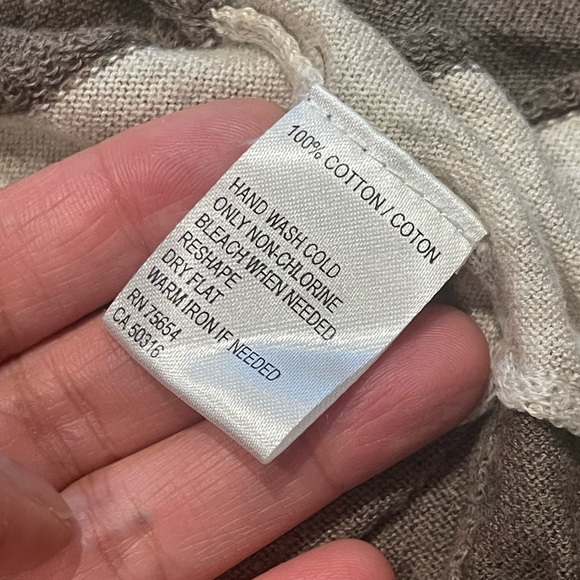 100% COTTON / COTON
HAND WASH COLD
ONLY NON-CHLORINE
BLEACH WHEN NEEDED
RESHAPE
DRY FLAT
WARM IRON IF NEEDED
RN 75654
CA 50316